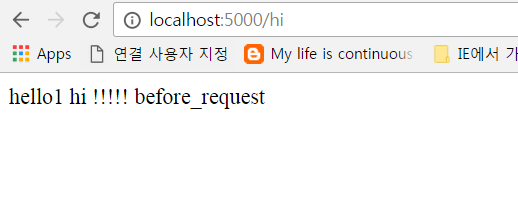 localhost:5000/hi
Apps 연결 사용자 지정 My life is continuous IE에서 가
hello1 hi !!!!! before_request